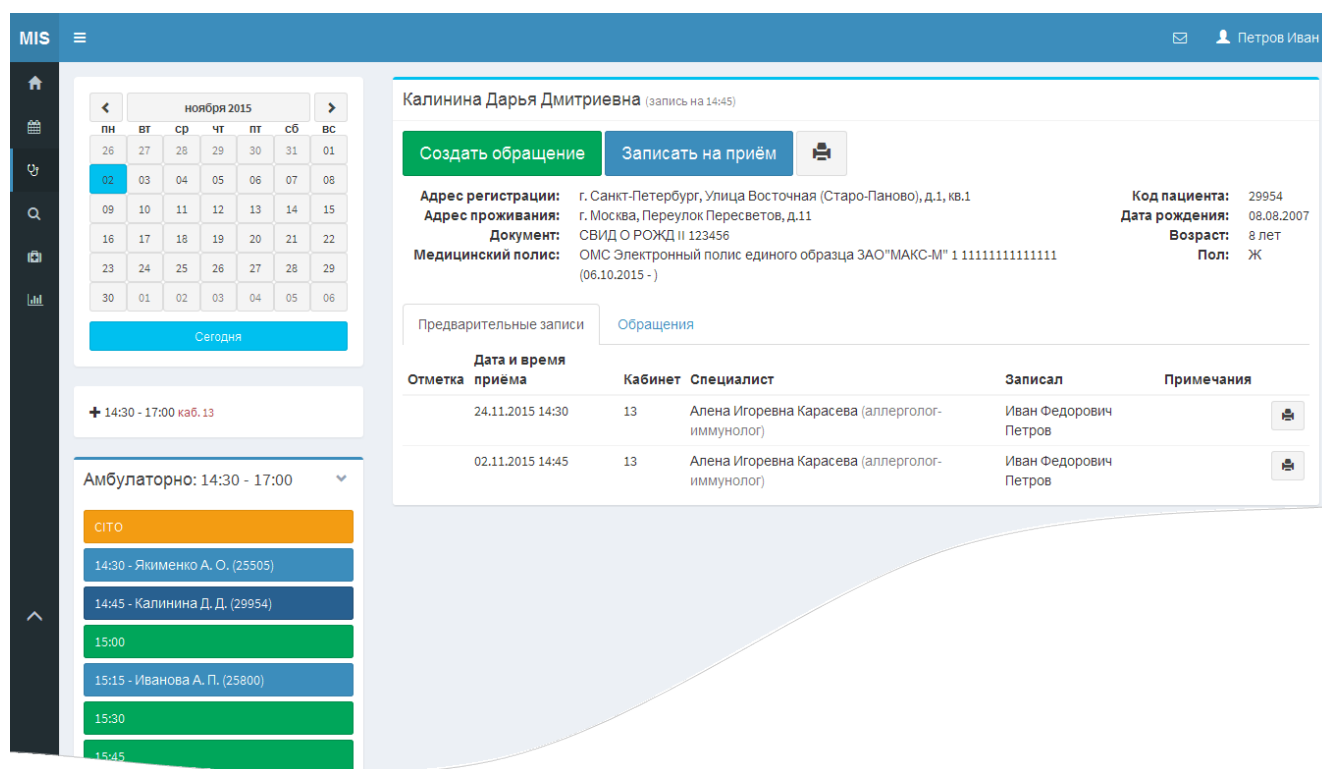 MIS
Петров Иван
ноября 2015
пн вт ср чт пт сб вс
26 27 28 29 30 31 01
02 03 04 05 06 07 08
09 10 11 12 13 14 15
16 17 18 19 20 21 22
23 24 25 26 27 28 29
30 01 02 03 04 05 06
Сегодня
14:30 - 17:00 каб. 13
Амбулаторно: 14:30 - 17:00
CITO
14:30 - Якименко А. О. (25505)
14:45 - Калинина Д. Д. (29954)
15:00
15:15 - Иванова А. П. (25800)
15:30
15:45
Калинина Дарья Дмитриевна (запись на 14:45)
Создать обращение Записать на приём
Адрес регистрации: г. Санкт-Петербург, Улица Восточная (Старо-Паново), д.1, кв.1 Код пациента: 29954
Адрес проживания: г. Москва, Переулок Пересветов, д.11 Дата рождения: 08.08.2007
Документ: СВИД О РОЖД II 123456 Возраст: 8 лет
Медицинский полис: ОМС Электронный полис единого образца ЗАО"МАКС-М" 1 11111111111111 Пол: Ж
(06.10.2015 - )
Предварительные записи Обращения
Дата и время
Отметка приёма Кабинет Специалист Записал Примечания
24.11.2015 14:30 13 Алена Игоревна Карасева (аллерголог- Иван Федорович
иммунолог) Петров
02.11.2015 14:45 13 Алена Игоревна Карасева (аллерголог- Иван Федорович
иммунолог) Петров